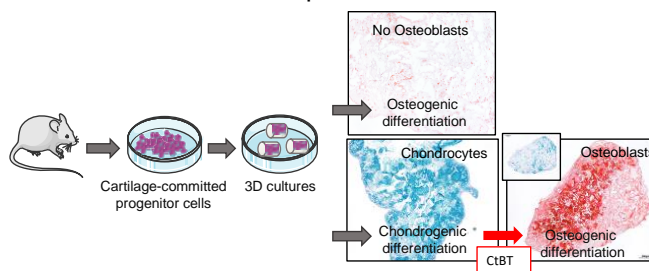 No Osteoblasts
Osteogenic
differentiation
Cartilage-committed
progenitor cells
3D cultures
Chondrocytes
Chondrogenic
differentiation
CtBT
Osteoblasts
Osteogenic
differentiation